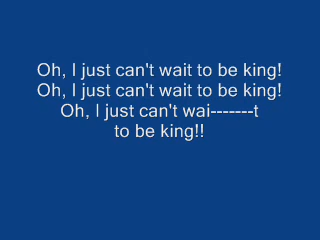 Oh, I just can't wait to be king!
Oh, I just can't wait to be king!
Oh, I just can't wai-------t
to be king!!